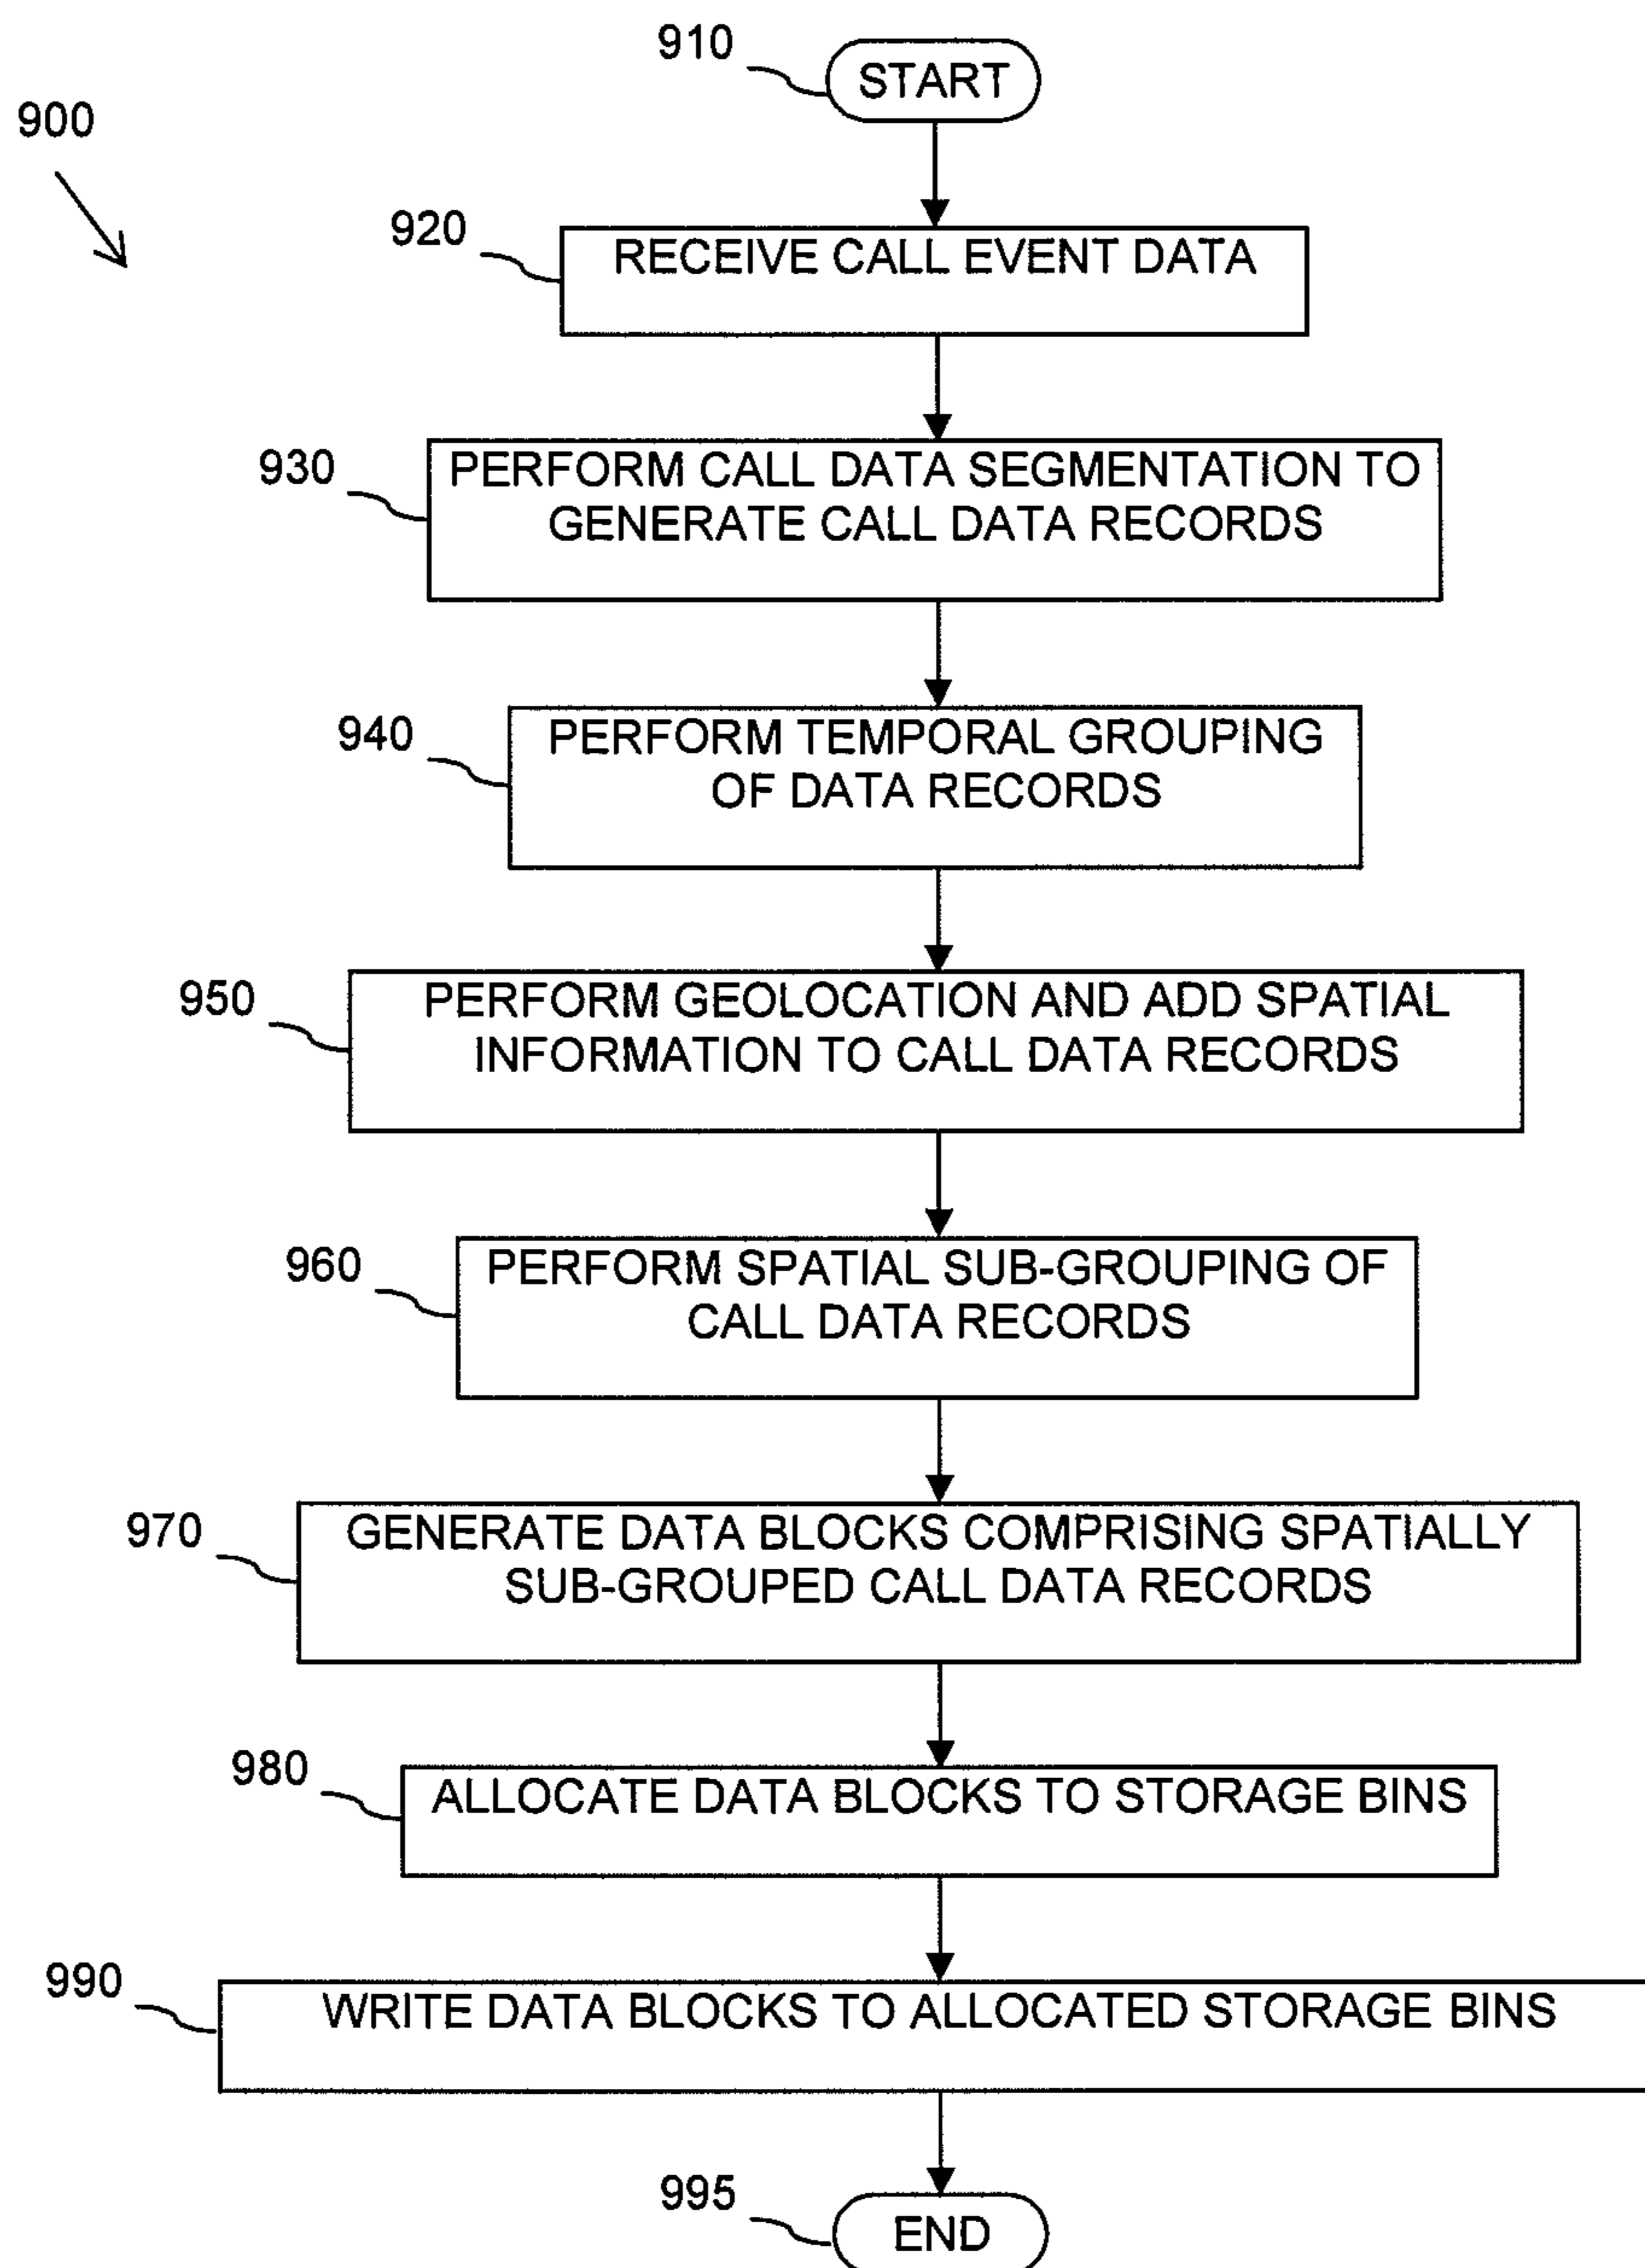 910
START
900
920
RECEIVE CALL EVENT DATA
930
PERFORM CALL DATA SEGMENTATION TO
GENERATE CALL DATA RECORDS
940
PERFORM TEMPORAL GROUPING
OF DATA RECORDS
950
PERFORM GEOLOCATION AND ADD SPATIAL
INFORMATION TO CALL DATA RECORDS
960
PERFORM SPATIAL SUB-GROUPING OF
CALL DATA RECORDS
970
GENERATE DATA BLOCKS COMPRISING SPATIALLY
SUB-GROUPED CALL DATA RECORDS
980
ALLOCATE DATA BLOCKS TO STORAGE BINS
990
WRITE DATA BLOCKS TO ALLOCATED STORAGE BINS
995
END